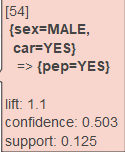 [54]
{sex=MALE,
car=YES}
=> {pep=YES}
lift: 1.1
confidence: 0.503
support: 0.125